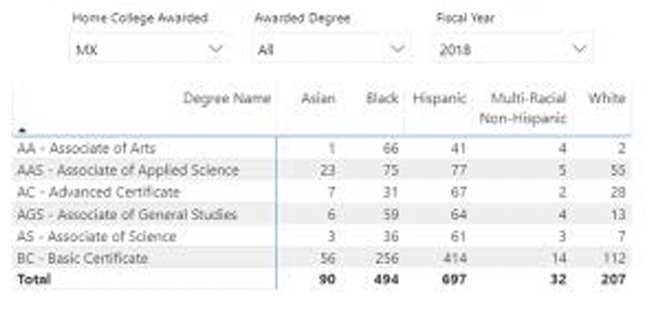 Home College Awarded Awarded Degree Fiscal Year
MX All 2018
Degree Name Asian Black Hispanic Multi-Racial White
Non-Hispanic
AA - Associate of Arts 1 66 41 4 2
AAS - Associate of Applied Science 23 75 77 5 55
AC - Advanced Certificate 7 31 67 2 28
AGS - Associate of General Studies 6 59 64 4 13
AS - Associate of Science 3 36 61 3 7
BC - Basic Certificate 56 256 414 14 112
Total 90 494 697 32 207